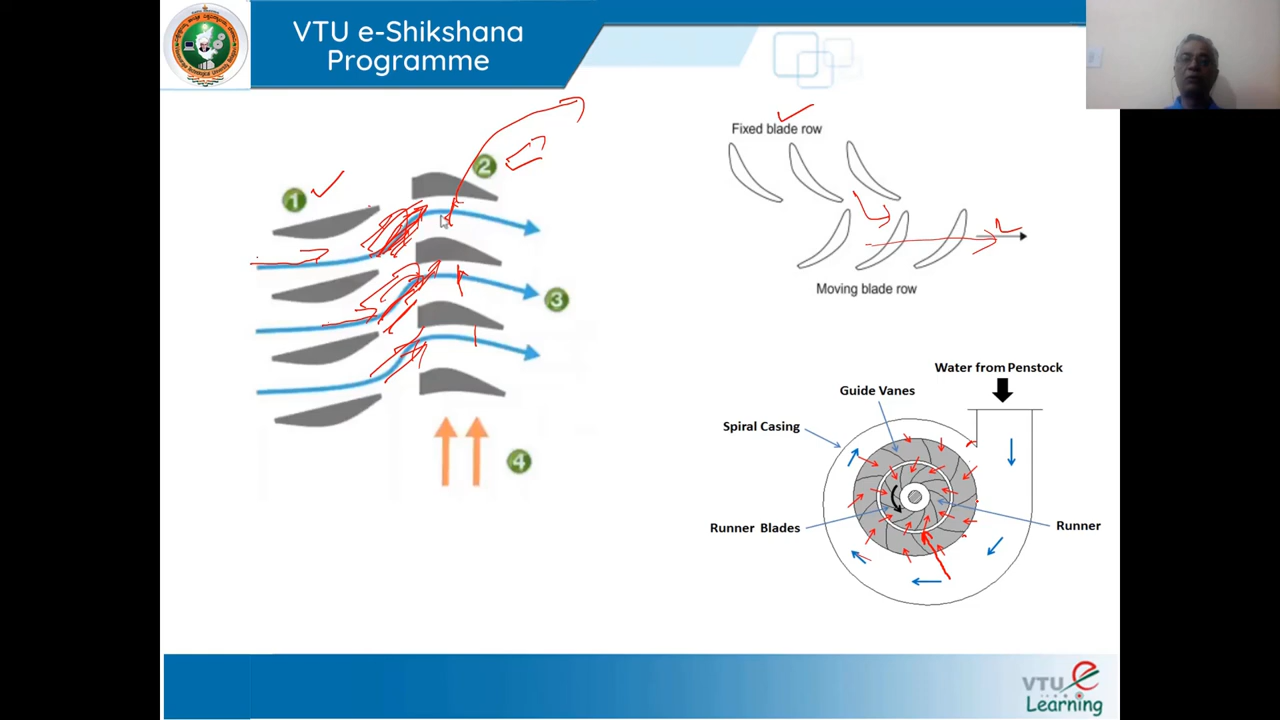 VTU e-Shikshana
Programme
1
2
3
4
Fixed blade row
Moving blade row
Water from Penstock
Guide Vanes
Spiral Casing
Runner Blades
Runner
VTU e
Learning